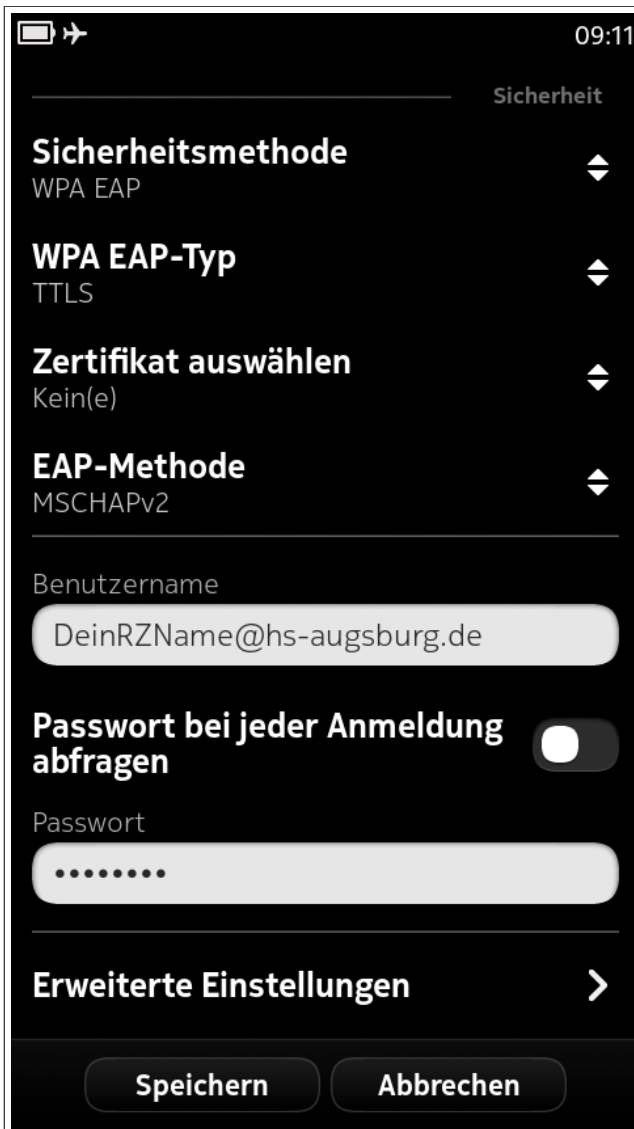 09:11
Sicherheit
Sicherheitsmethode
WPA EAP
WPA EAP-Typ
TTLS
Zertifikat auswählen
Kein(e)
EAP-Methode
MSCHAPv2
Benutzername
DeinRZName@hs-augsburg.de
Passwort bei jeder Anmeldung
abfragen
Passwort
••••••••
Erweiterte Einstellungen
Speichern
Abbrechen